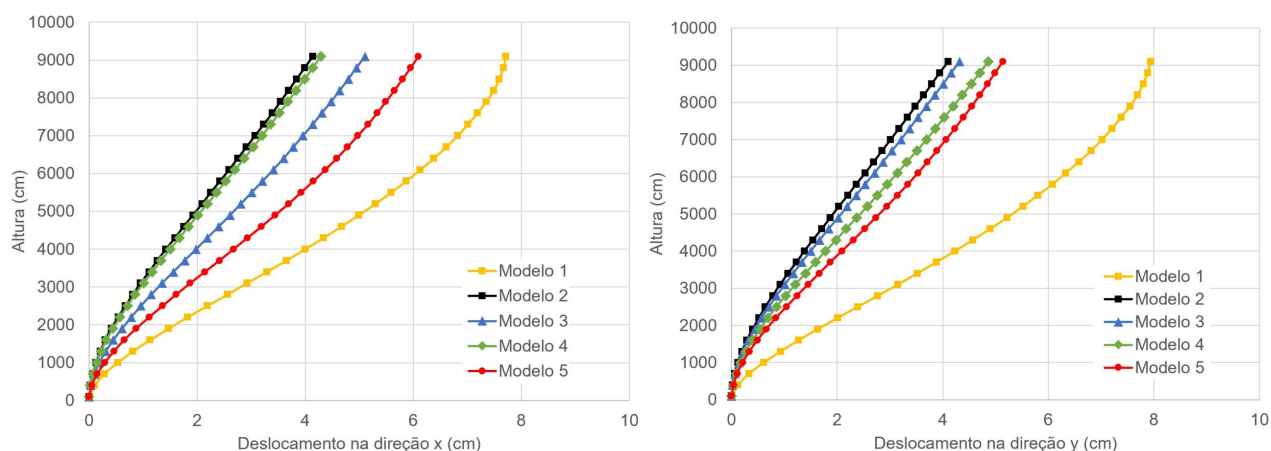 10000
9000
8000
7000
6000
5000
4000
3000
2000
1000
0
Altura (cm)
0 2 4 6 8 10
Deslocamento na direção x (cm)
Modelo 1
Modelo 2
Modelo 3
Modelo 4
Modelo 5
10000
9000
8000
7000
6000
5000
4000
3000
2000
1000
0
Altura (cm)
0 2 4 6 8 10
Deslocamento na direção y (cm)
Modelo 1
Modelo 2
Modelo 3
Modelo 4
Modelo 5